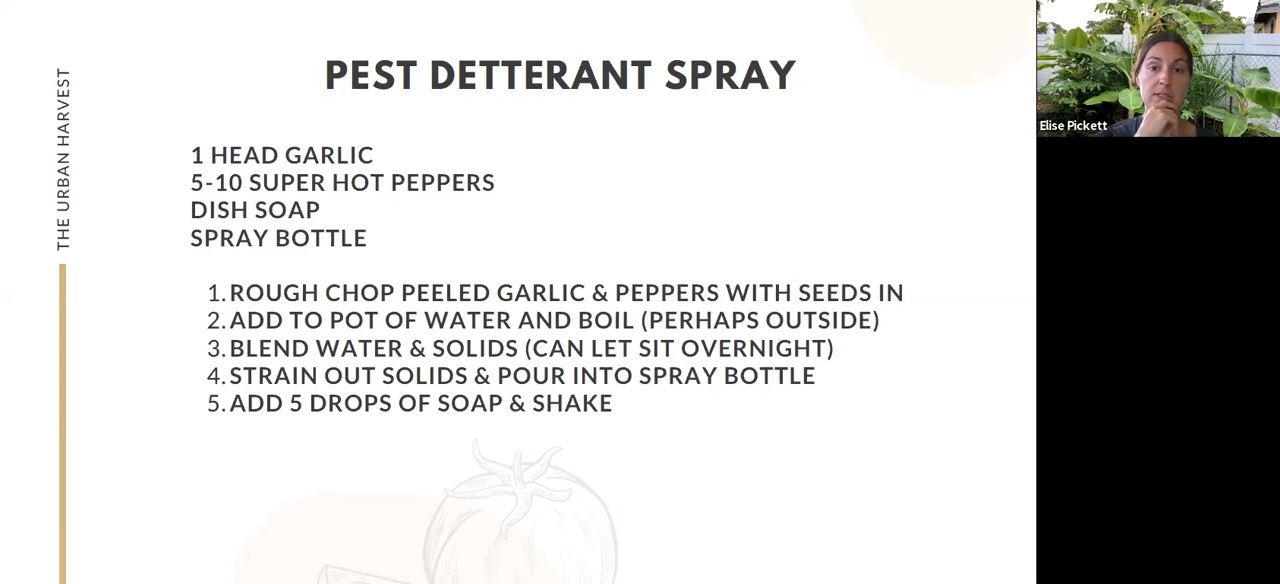 THE URBAN HARVEST
PEST DETTERANT SPRAY
1 HEAD GARLIC
5-10 SUPER HOT PEPPERS
DISH SOAP
SPRAY BOTTLE
1. ROUGH CHOP PEELED GARLIC & PEPPERS WITH SEEDS IN
2. ADD TO POT OF WATER AND BOIL (PERHAPS OUTSIDE)
3. BLEND WATER & SOLIDS (CAN LET SIT OVERNIGHT)
4. STRAIN OUT SOLIDS & POUR INTO SPRAY BOTTLE
5. ADD 5 DROPS OF SOAP & SHAKE
Elise Pickett